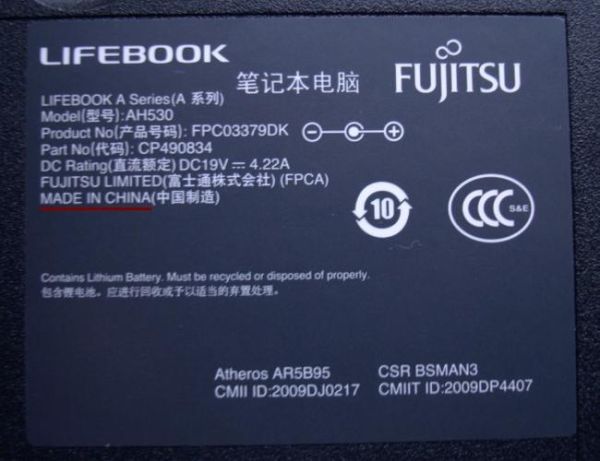 LIFEBOOK
笔记本电脑
FUJITSU
LIFEBOOK A Series(A 系列)
Model(型号):AH530
Product No(产品号码): FPC03379DK
Part No(代码): CP490834
DC Rating(直流额定) DC19V ⎓ 4.22A
FUJITSU LIMITED(富士通株式会社) (FPCA)
MADE IN CHINA(中国制造)
10
CCC S&E
Contains Lithium Battery. Must be recycled or disposed of properly.
包含锂电池。应进行回收或予以适当的弃置处理。
Atheros AR5B95
CMII ID:2009DJ0217
CSR BSMAN3
CMIIT ID:2009DP4407